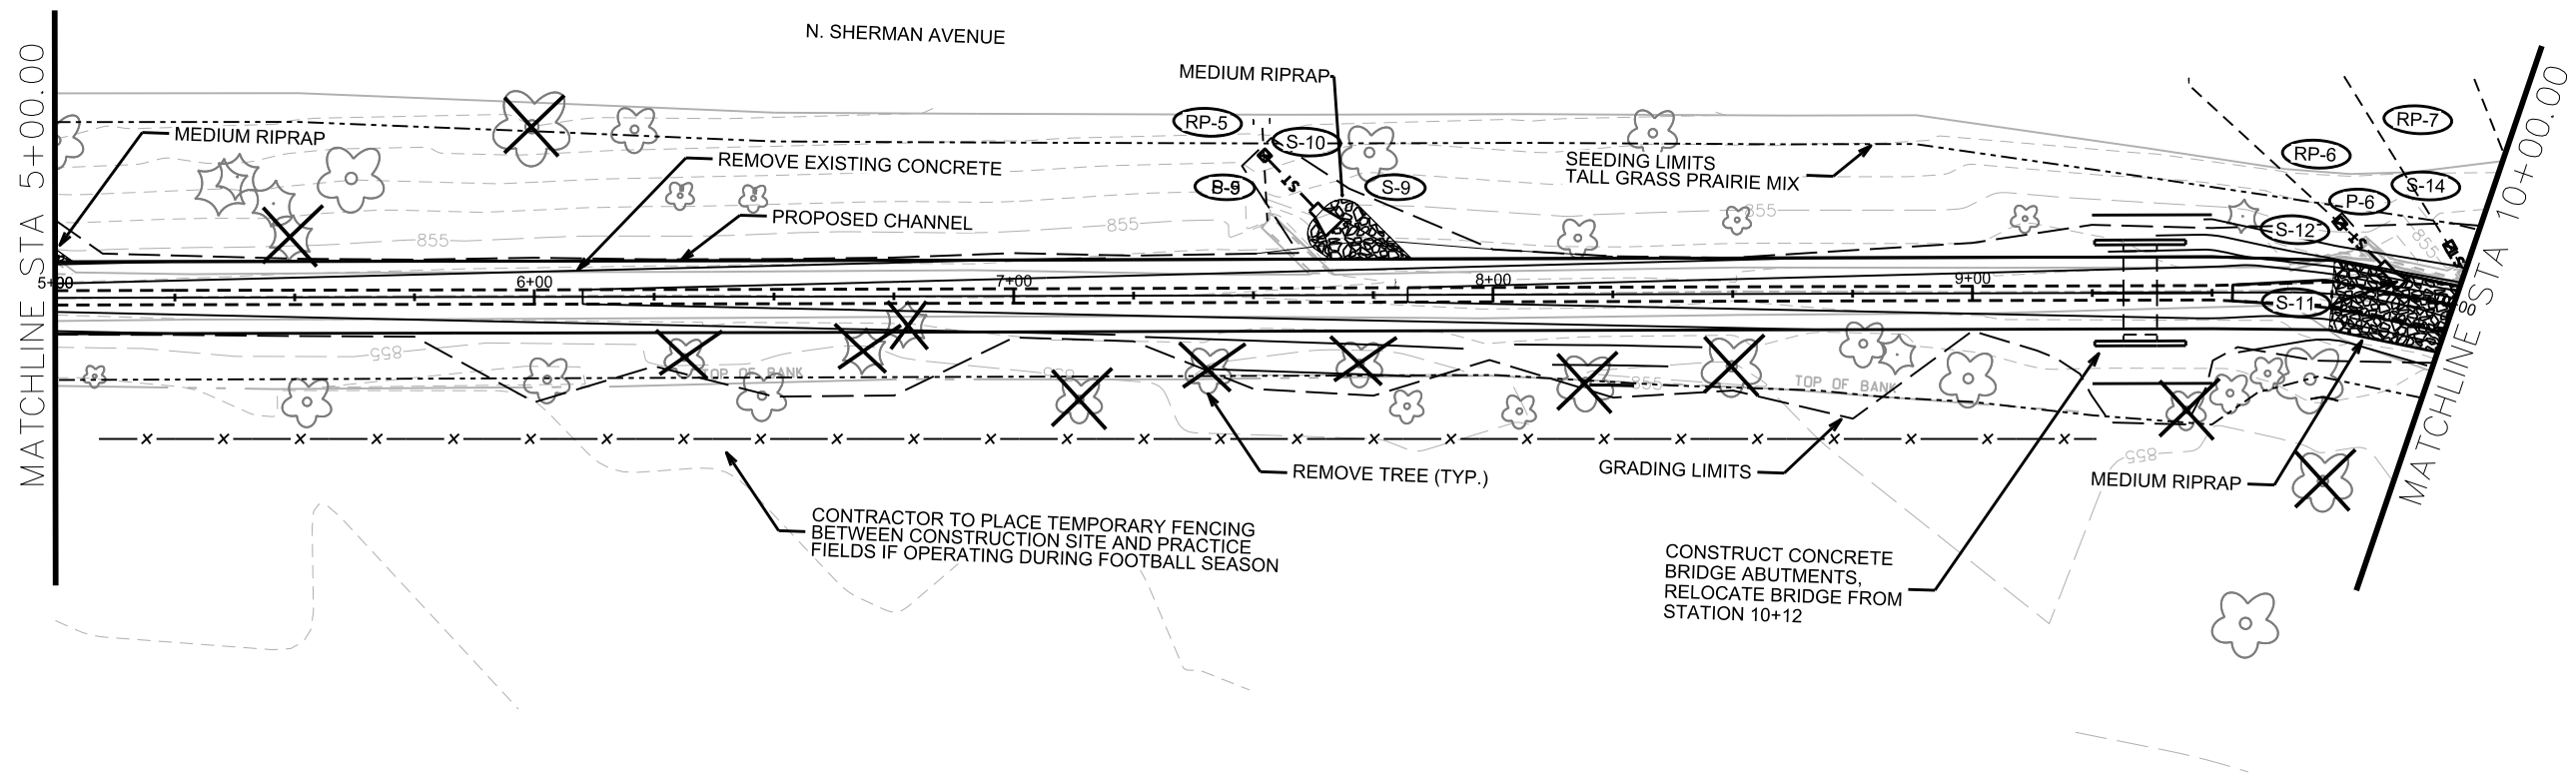 N. SHERMAN AVENUE
MATCHLINE STA 5+00.00
MEDIUM RIPRAP
MEDIUM RIPRAP
REMOVE EXISTING CONCRETE
PROPOSED CHANNEL
RP-5
S-10
S-9
SEEDING LIMITS
TALL GRASS PRAIRIE MIX
RP-7
RP-6
S-14
P-6
S-12
S-11
ST
ST
855
855
855
855
5+00
6+00
7+00
8+00
9+00
855
TOP OF BANK
855
TOP OF BANK
855
REMOVE TREE (TYP.)
GRADING LIMITS
MEDIUM RIPRAP
CONTRACTOR TO PLACE TEMPORARY FENCING
BETWEEN CONSTRUCTION SITE AND PRACTICE
FIELDS IF OPERATING DURING FOOTBALL SEASON
CONSTRUCT CONCRETE
BRIDGE ABUTMENTS,
RELOCATE BRIDGE FROM
STATION 10+12
MATCHLINE STA 10+00.00